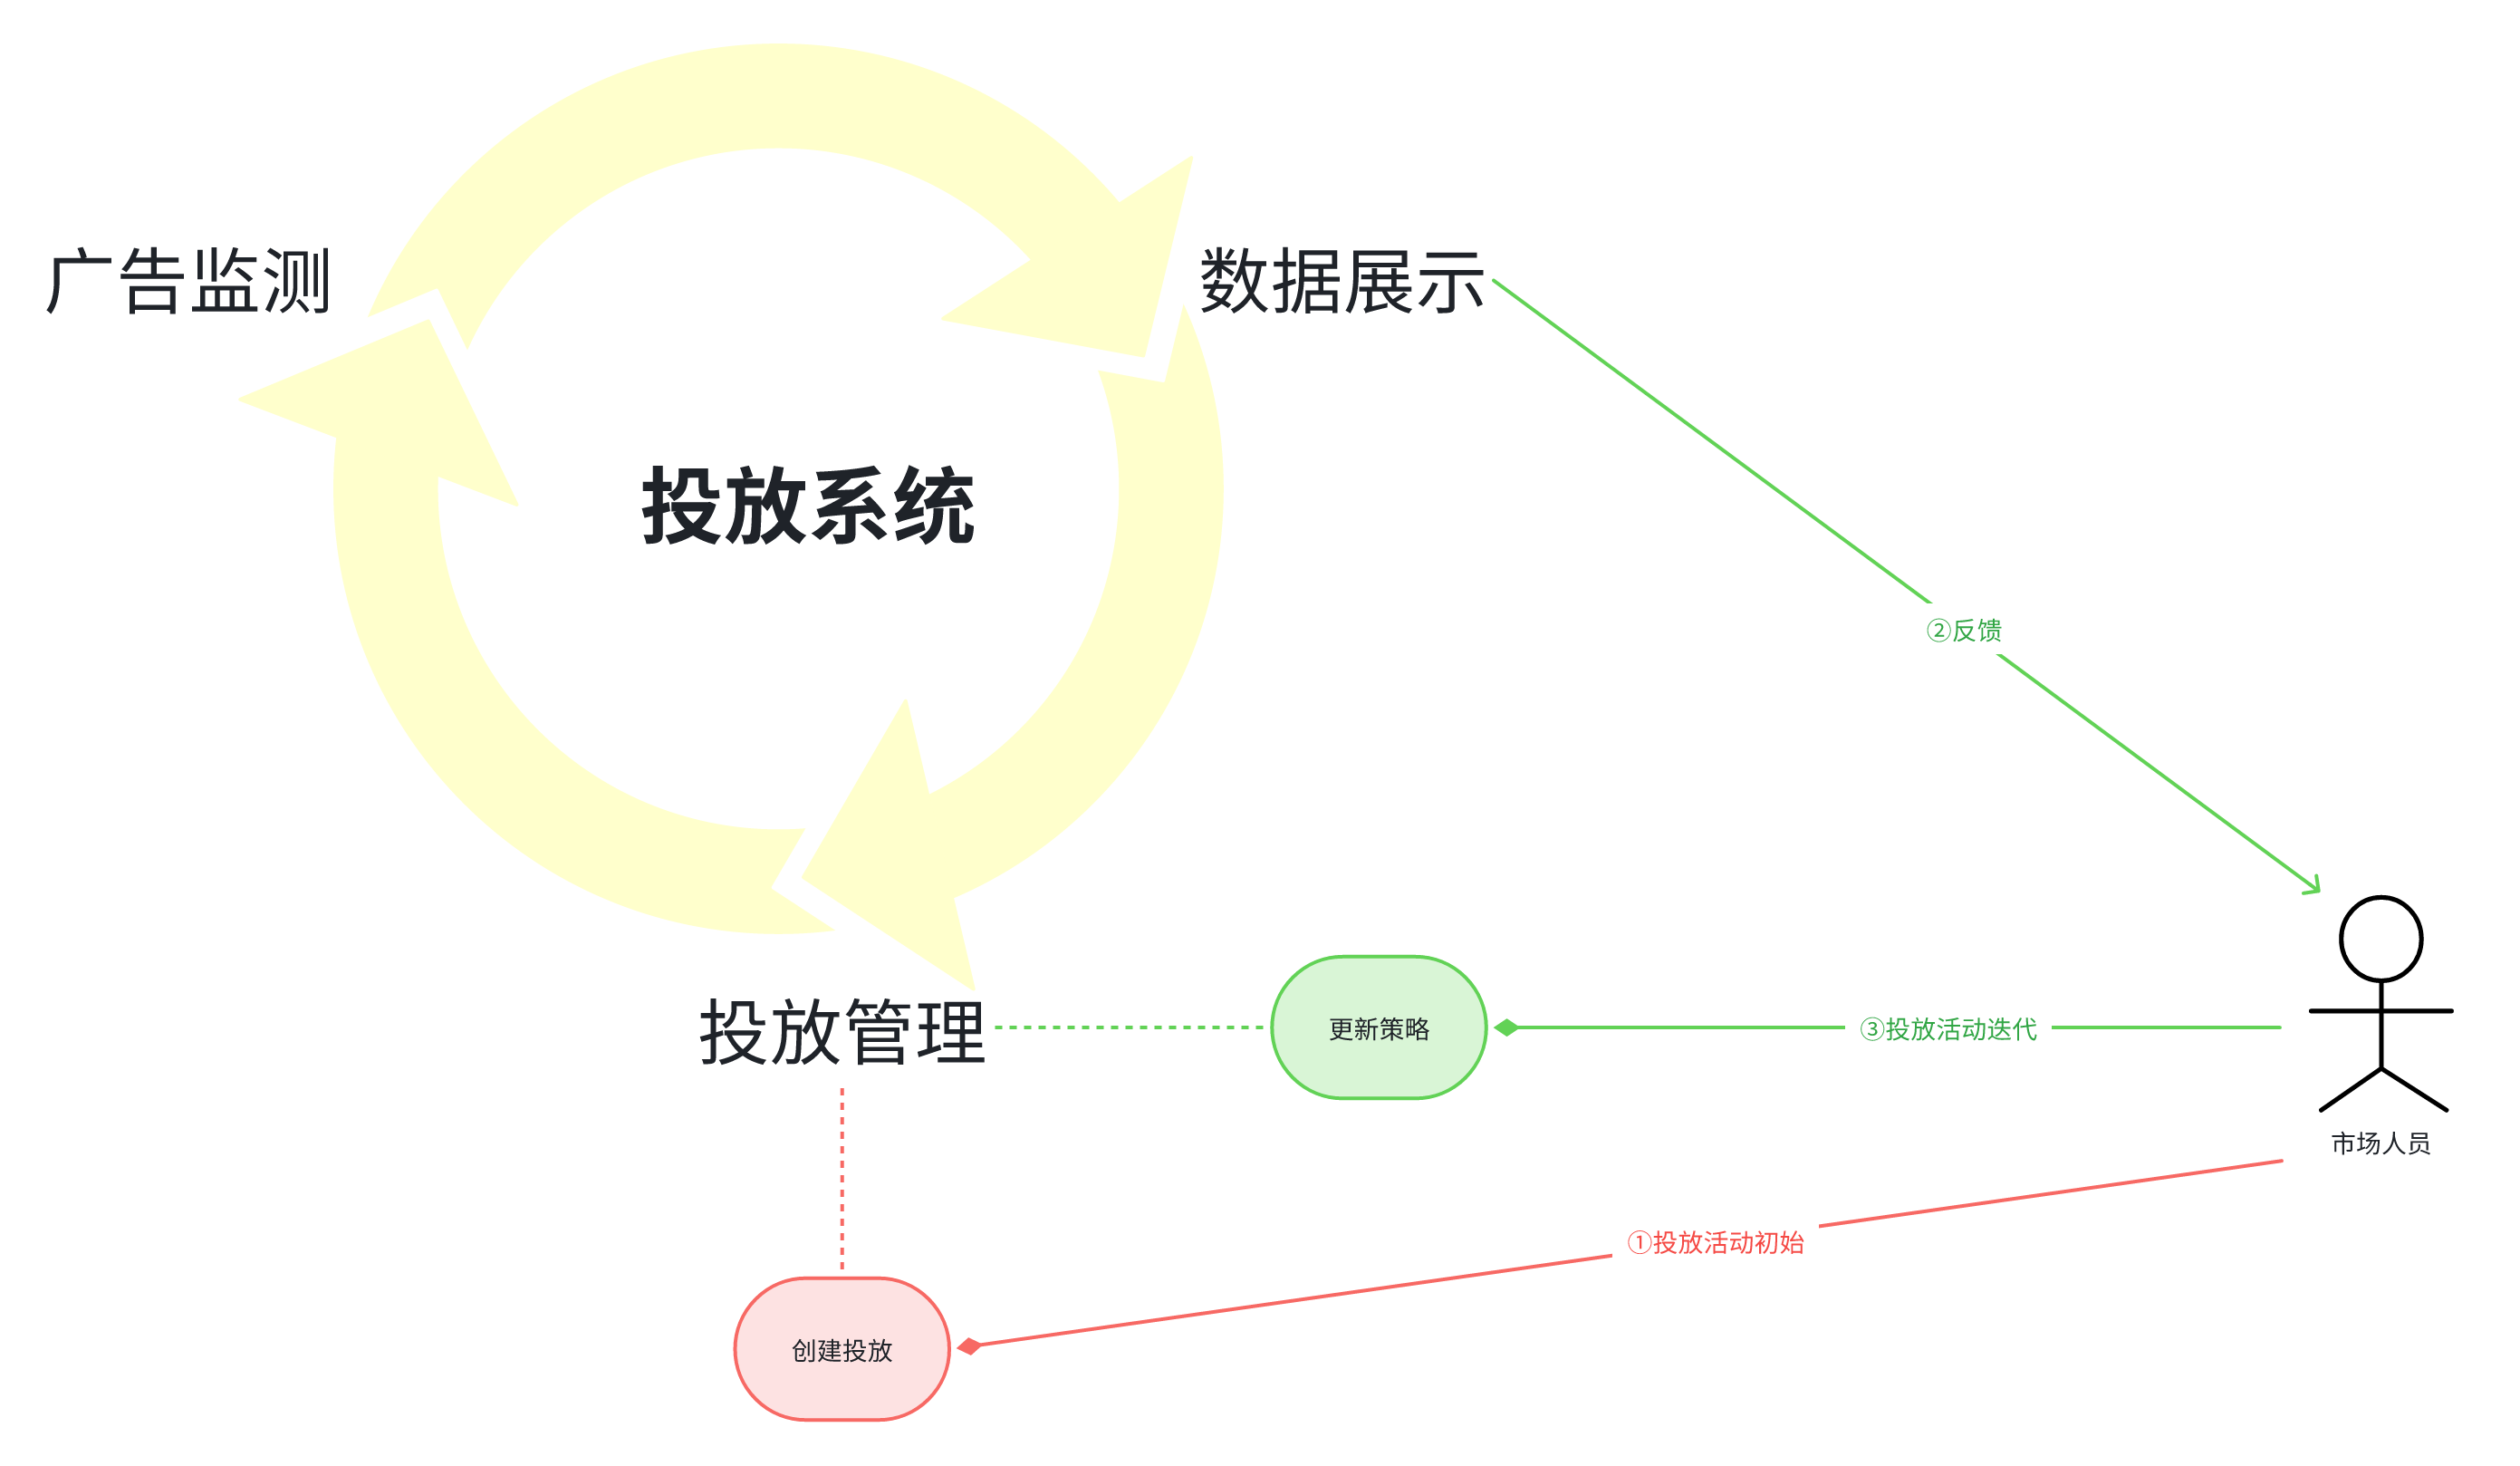 广告监测
数据展示
投放系统
②反馈
投放管理
更新策略
③投放活动迭代
市场人员
①投放活动初始
创建投放